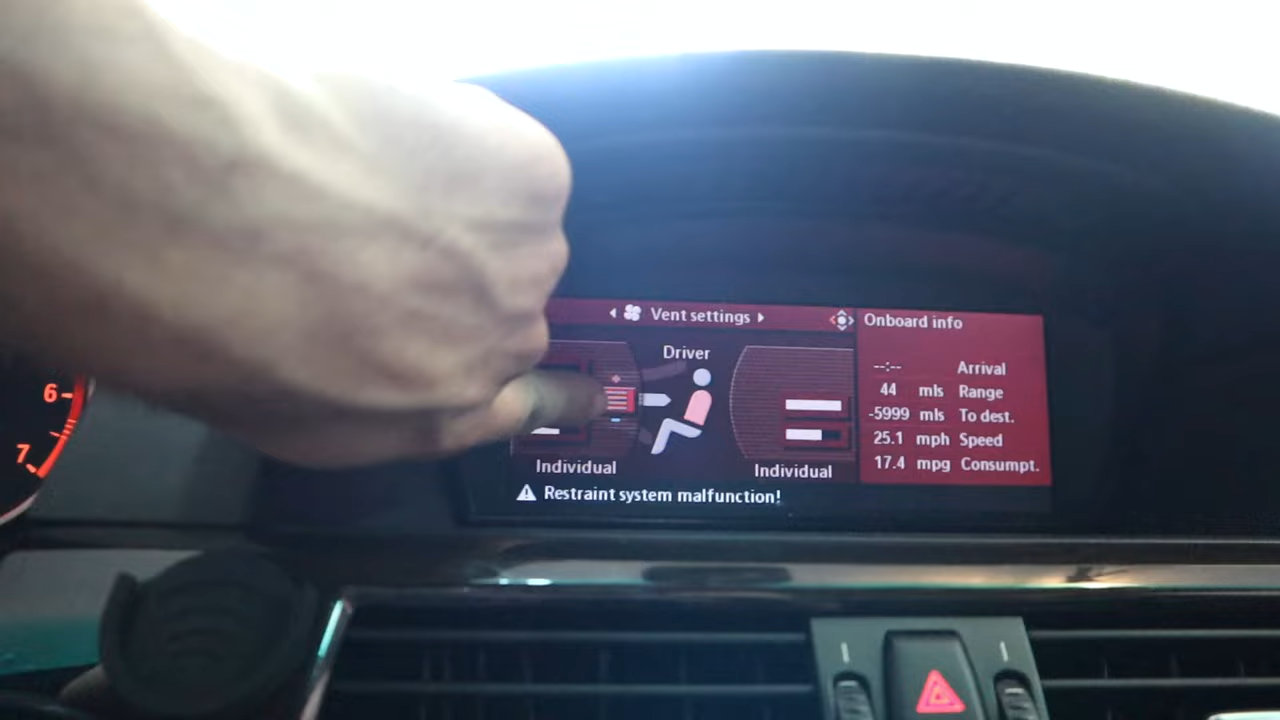 Vent settings
Onboard info
Driver
--:-- Arrival
44 mls Range
-5999 mls To dest.
25.1 mph Speed
17.4 mpg Consumpt.
Individual
Individual
Restraint system malfunction!
6
7